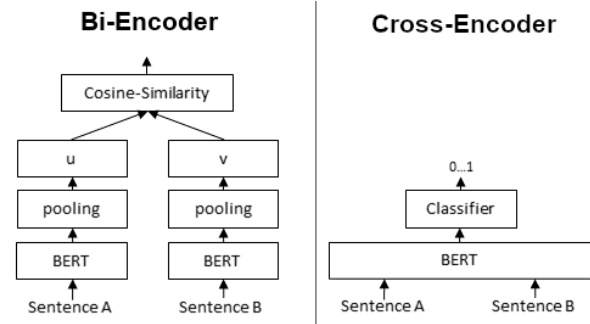 Bi-Encoder
Cosine-Similarity
u
v
pooling
pooling
BERT
BERT
Sentence A
Sentence B
Cross-Encoder
0...1
Classifier
BERT
Sentence A
Sentence B